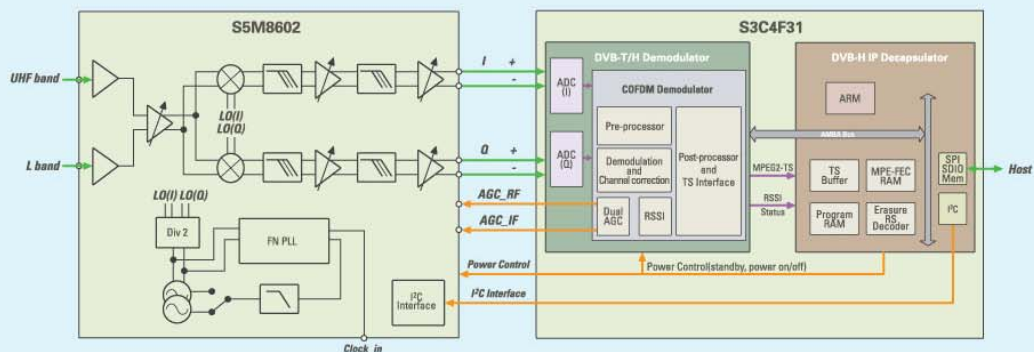 S5M8602
S3C4F31
UHF band
L band
LO(I)
LO(Q)
LO(I) LO(Q)
Div 2
FN PLL
Clock_in
I +
-
Q +
-
AGC_RF
AGC_IF
Power Control
I²C Interface
I²C
Interface
DVB-T/H Demodulator
ADC
(I)
ADC
(Q)
COFDM Demodulator
Pre-processor
Demodulation
and
Channel correction
Dual
AGC
RSSI
Post-processor
and
TS Interface
MPEG2-TS
RSSI
Status
Power Control(standby, power on/off)
DVB-H IP Decapsulator
ARM
AMBA Bus
TS
Buffer
MPE-FEC
RAM
Program
RAM
Erasure
RS
Decoder
SPI
SDIO
Mem
I²C
Host